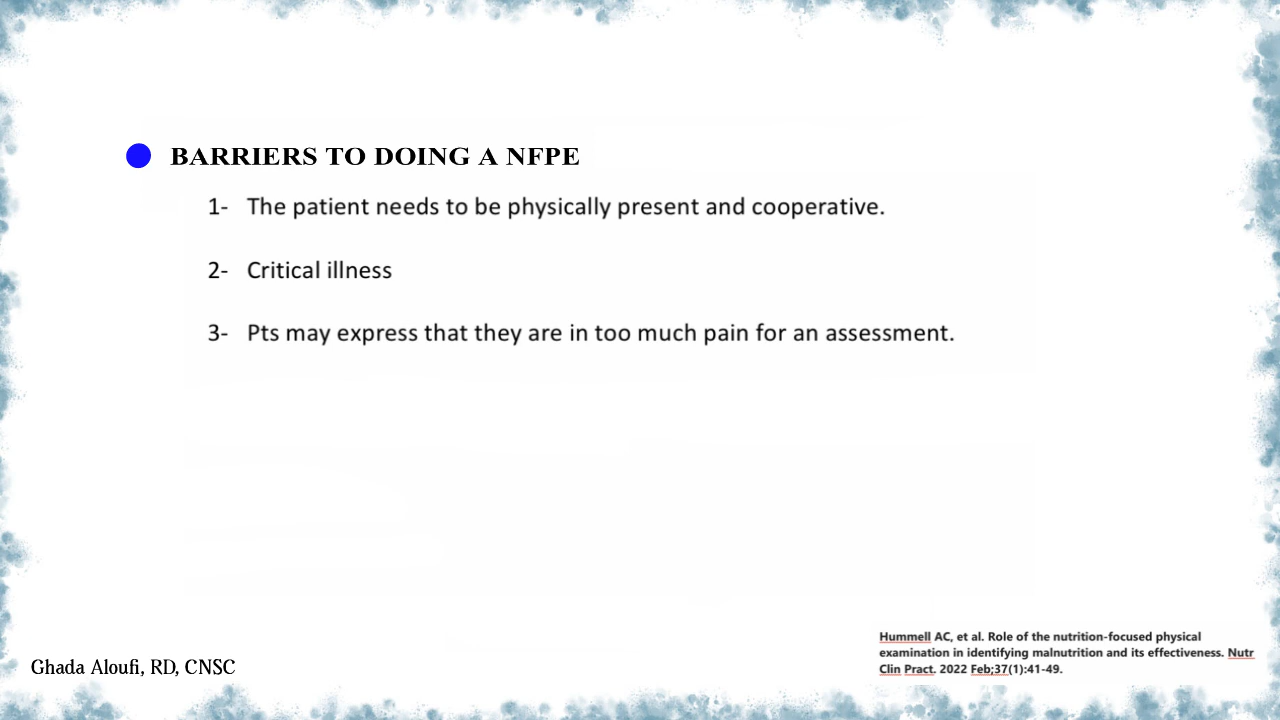 BARRIERS TO DOING A NFPE
1- The patient needs to be physically present and cooperative.
2- Critical illness
3- Pts may express that they are in too much pain for an assessment.
Hummell AC, et al. Role of the nutrition-focused physical
examination in identifying malnutrition and its effectiveness. Nutr
Clin Pract. 2022 Feb;37(1):41-49.
Ghada Aloufi, RD, CNSC